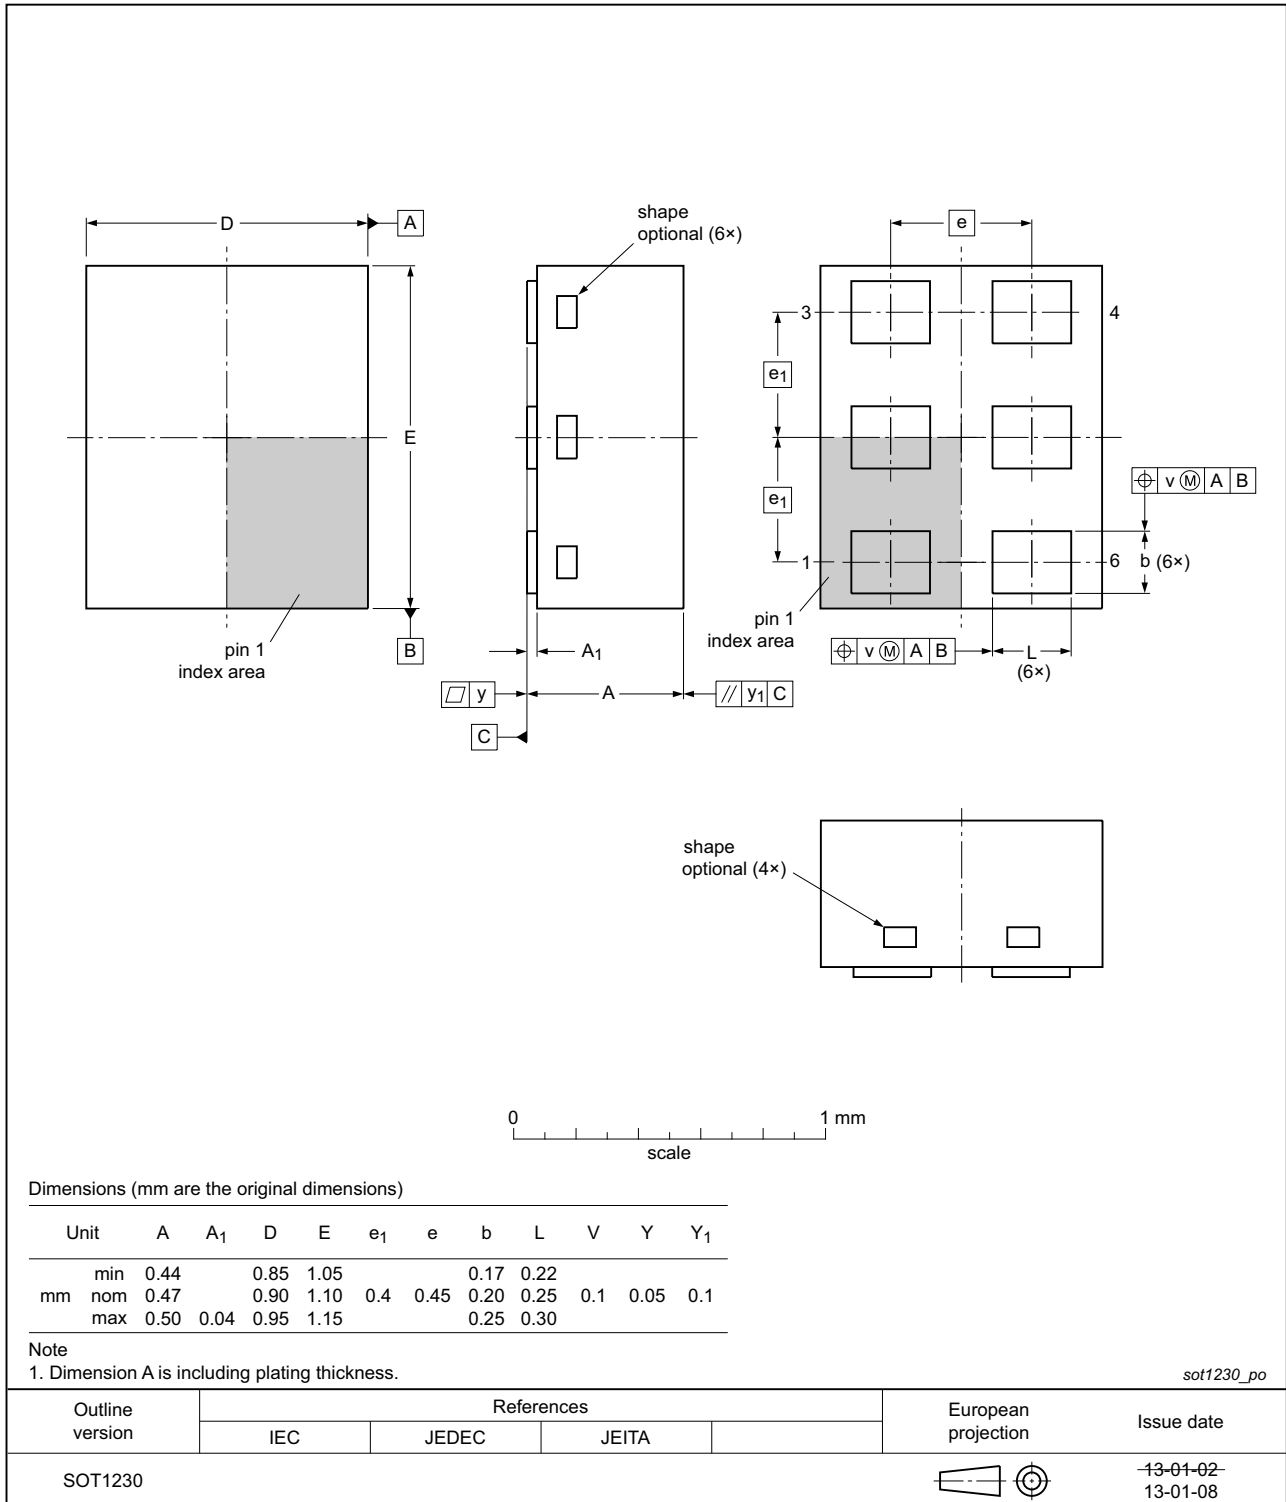 D
A
shape
optional (6×)
e
3
4
e1
E
e1
v M A B
1
6
b (6×)
pin 1
index area
B
A1
pin 1
index area
v M A B
L
(6×)
y
A
// y1 C
C
shape
optional (4×)
0 1 mm
scale
Dimensions (mm are the original dimensions)
Unit A A1 D E e1 e b L V Y Y1
min 0.44 0.85 1.05 0.17 0.22
mm nom 0.47 0.90 1.10 0.4 0.45 0.20 0.25 0.1 0.05 0.1
max 0.50 0.04 0.95 1.15 0.25 0.30
Note
1. Dimension A is including plating thickness.
sot1230_po
Outline
version
References
IEC JEDEC JEITA
European
projection
Issue date
SOT1230
13-01-02
13-01-08